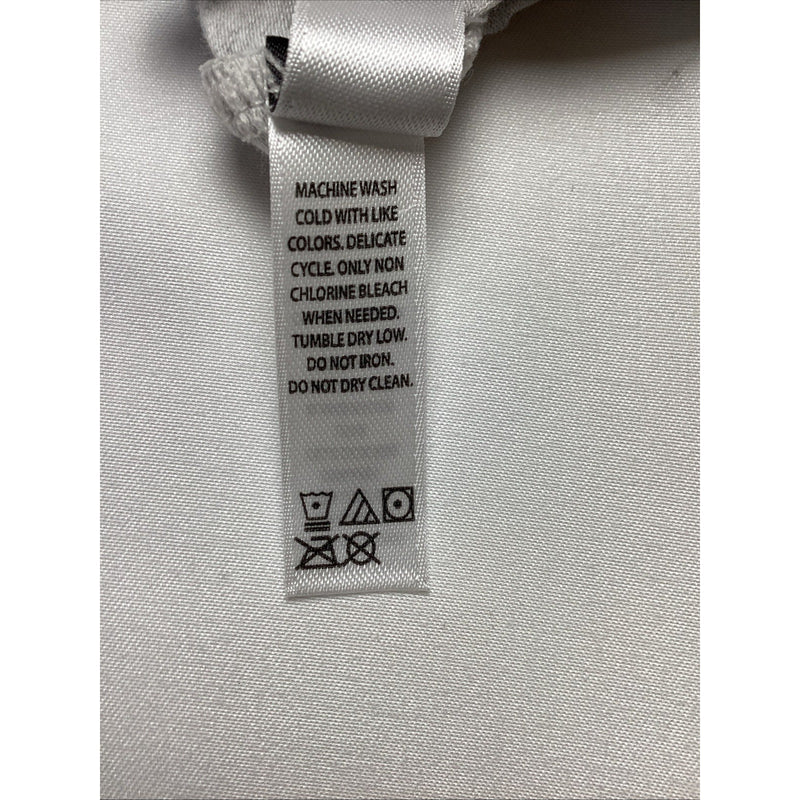 MACHINE WASH
COLD WITH LIKE
COLORS. DELICATE
CYCLE. ONLY NON
CHLORINE BLEACH
WHEN NEEDED.
TUMBLE DRY LOW.
DO NOT IRON.
DO NOT DRY CLEAN.